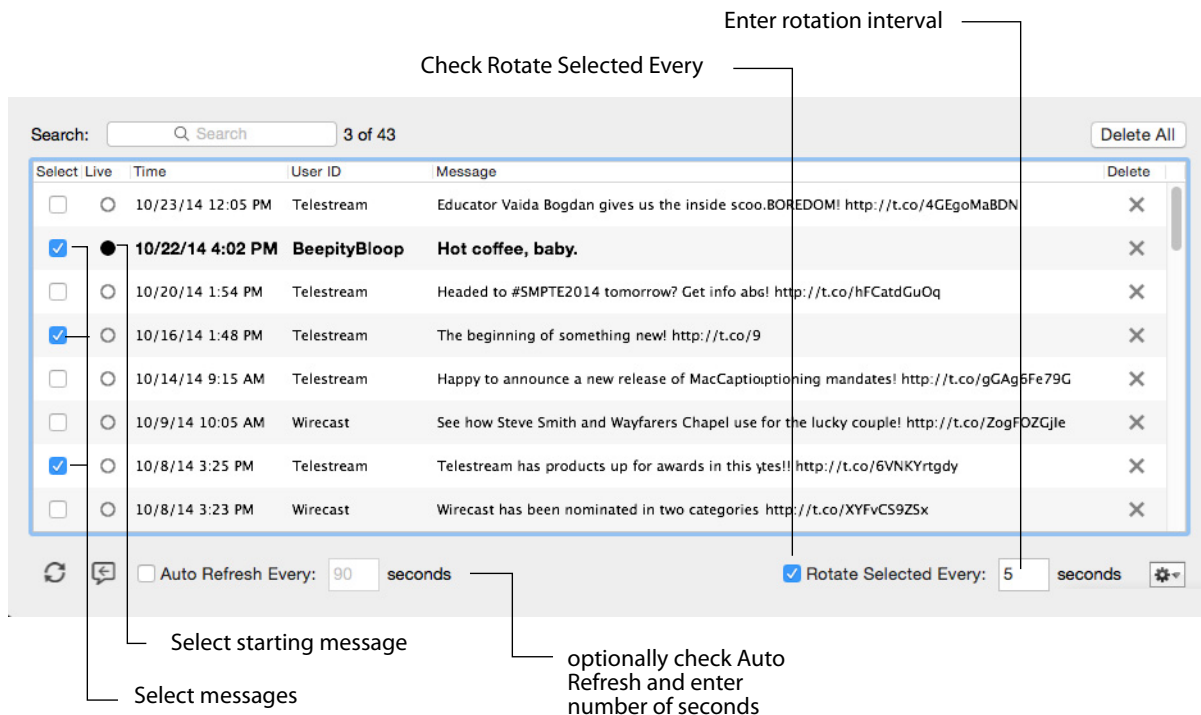 Enter rotation interval
Check Rotate Selected Every
Search: Search 3 of 43 Delete All
Select Live Time User ID Message Delete
10/23/14 12:05 PM Telestream Educator Vaida Bogdan gives us the inside scoo.BOREDOM! http://t.co/4GEgoMaBDN
10/22/14 4:02 PM BeepityBloop Hot coffee, baby.
10/20/14 1:54 PM Telestream Headed to #SMPTE2014 tomorrow? Get info abs! http://t.co/hFCatdGuOq
10/16/14 1:48 PM Telestream The beginning of something new! http://t.co/9
10/14/14 9:15 AM Telestream Happy to announce a new release of MacCaptioptioning mandates! http://t.co/gGAg6Fe79G
10/9/14 10:05 AM Wirecast See how Steve Smith and Wayfarers Chapel use for the lucky couple! http://t.co/ZogFOZGjIe
10/8/14 3:25 PM Telestream Telestream has products up for awards in this ytes!! http://t.co/6VNKYrtgdy
10/8/14 3:23 PM Wirecast Wirecast has been nominated in two categories http://t.co/XYFvCS9ZSx
Auto Refresh Every: 90 seconds Rotate Selected Every: 5 seconds
Select starting message
optionally check Auto
Refresh and enter
number of seconds
Select messages